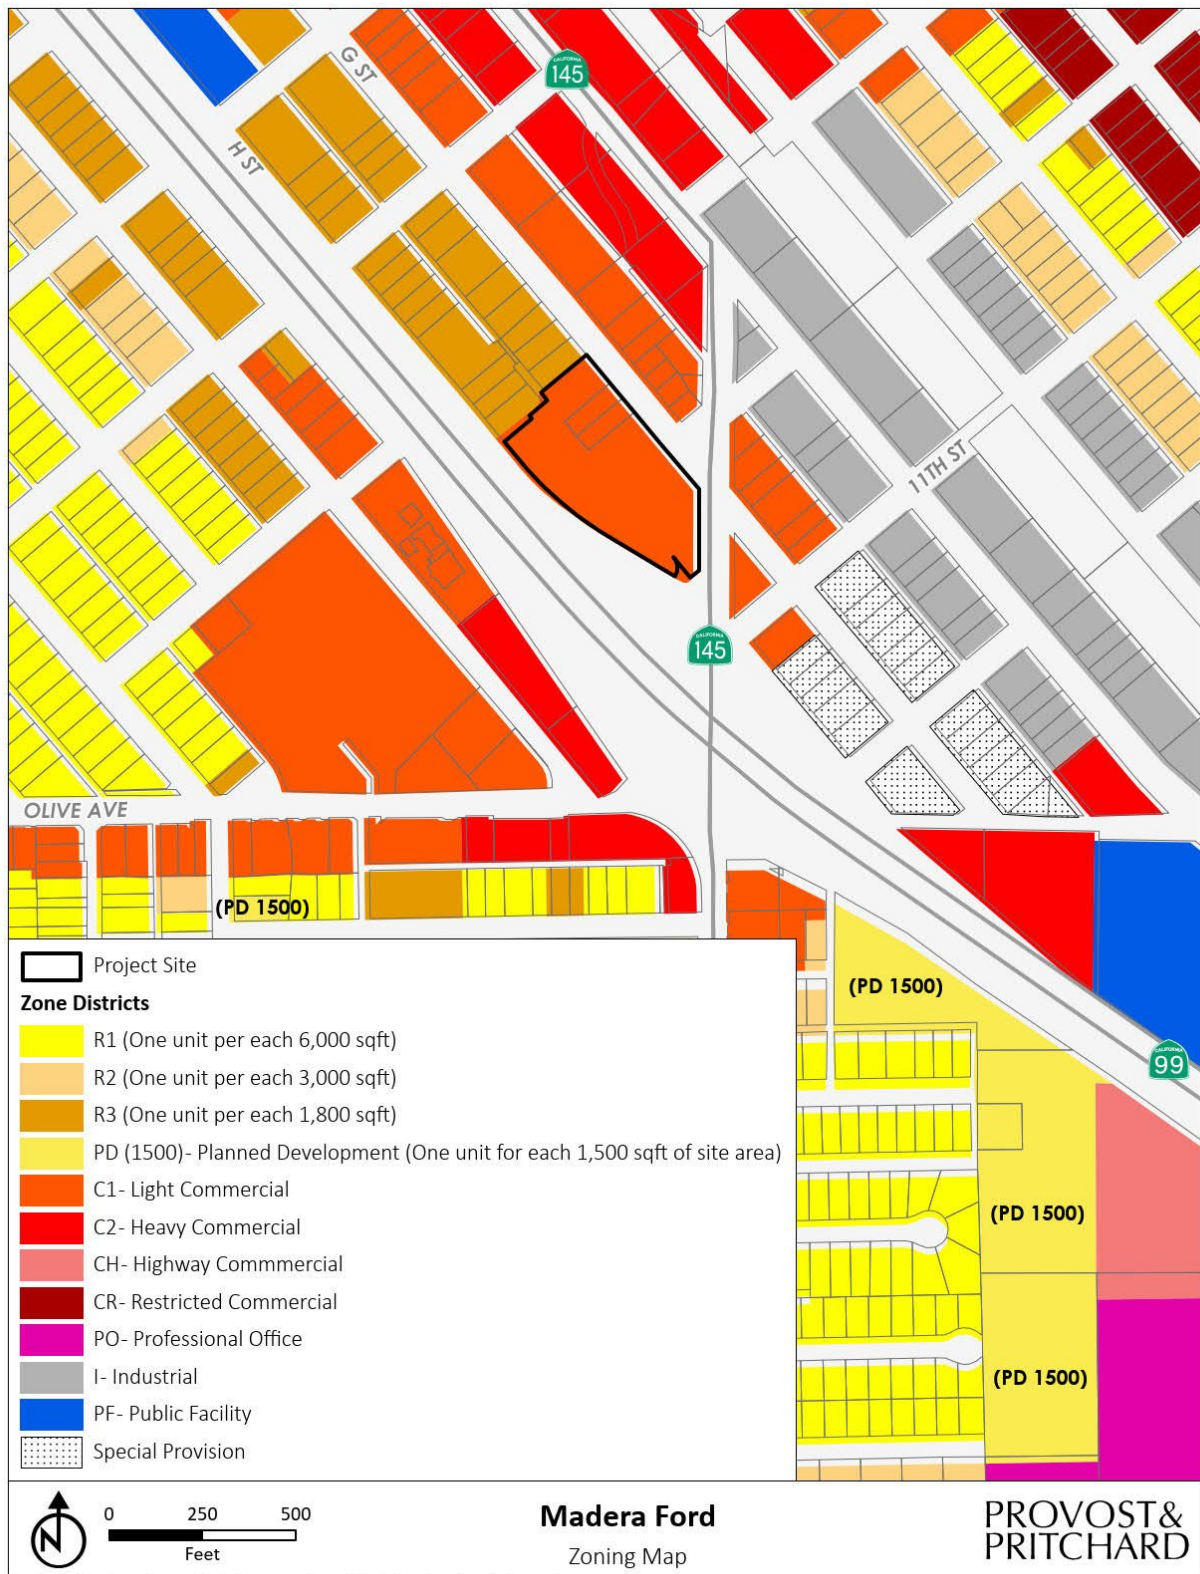 G ST
CALIFORNIA
145
H ST
11TH ST
CALIFORNIA
145
OLIVE AVE
(PD 1500)
(PD 1500)
CALIFORNIA
99
(PD 1500)
(PD 1500)
Project Site
Zone Districts
R1 (One unit per each 6,000 sqft)
R2 (One unit per each 3,000 sqft)
R3 (One unit per each 1,800 sqft)
PD (1500)- Planned Development (One unit for each 1,500 sqft of site area)
C1- Light Commercial
C2- Heavy Commercial
CH- Highway Commmercial
CR- Restricted Commercial
PO- Professional Office
I- Industrial
PF- Public Facility
Special Provision
N
0 250 500
Feet
Madera Ford
Zoning Map
PROVOST&
PRITCHARD